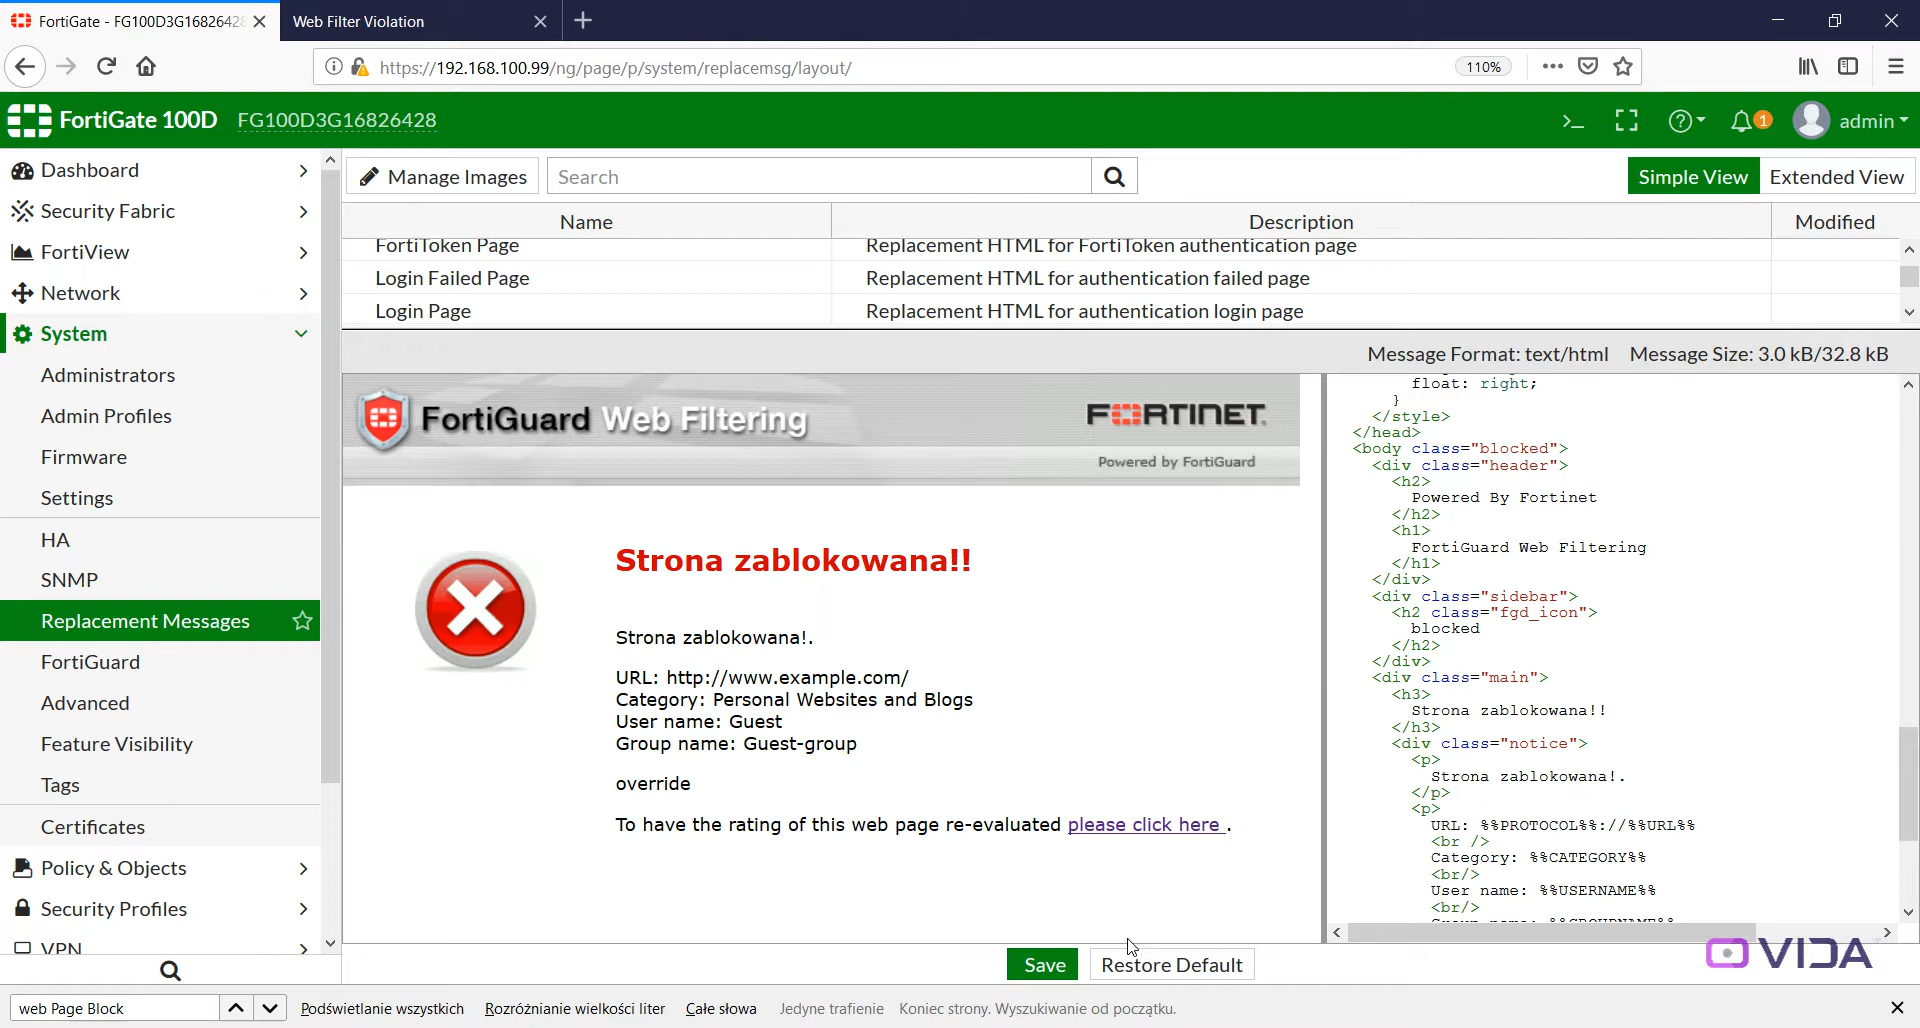 FortiGate - FG100D3G16826428
Web Filter Violation
https://192.168.100.99/ng/page/p/system/replacemsg/layout/
110%
FortiGate 100D
FG100D3G16826428
>_
1
admin
Dashboard
Security Fabric
FortiView
Network
System
Administrators
Admin Profiles
Firmware
Settings
HA
SNMP
Replacement Messages
FortiGuard
Advanced
Feature Visibility
Tags
Certificates
Policy & Objects
Security Profiles
VPN
Manage Images
Search
Simple View
Extended View
Name
Description
Modified
FortiToken Page
Replacement HTML for FortiToken authentication page
Login Failed Page
Replacement HTML for authentication failed page
Login Page
Replacement HTML for authentication login page
Message Format: text/html
Message Size: 3.0 kB/32.8 kB
FortiGuard Web Filtering
FORTINET
Powered by FortiGuard
Strona zablokowana!!
Strona zablokowana!.
URL: http://www.example.com/
Category: Personal Websites and Blogs
User name: Guest
Group name: Guest-group
override
To have the rating of this web page re-evaluated please click here .
float: right;
}
</style>
</head>
<body class="blocked">
<div class="header">
<h2>
Powered By Fortinet
</h2>
<h1>
FortiGuard Web Filtering
</h1>
</div>
<div class="sidebar">
<h2 class="fgd_icon">
blocked
</h2>
</div>
<div class="main">
<h3>
Strona zablokowana!!
</h3>
<div class="notice">
<p>
Strona zablokowana!.
</p>
<p>
URL: %%PROTOCOL%%://%%URL%%
<br />
Category: %%CATEGORY%%
<br/>
User name: %%USERNAME%%
<br/>
Group name: %%GROUPNAME%%
Save
Restore Default
VIDA
web Page Block
Podświetlanie wszystkich
Rozróżnianie wielkości liter
Całe słowa
Jedyne trafienie
Koniec strony. Wyszukiwanie od początku.